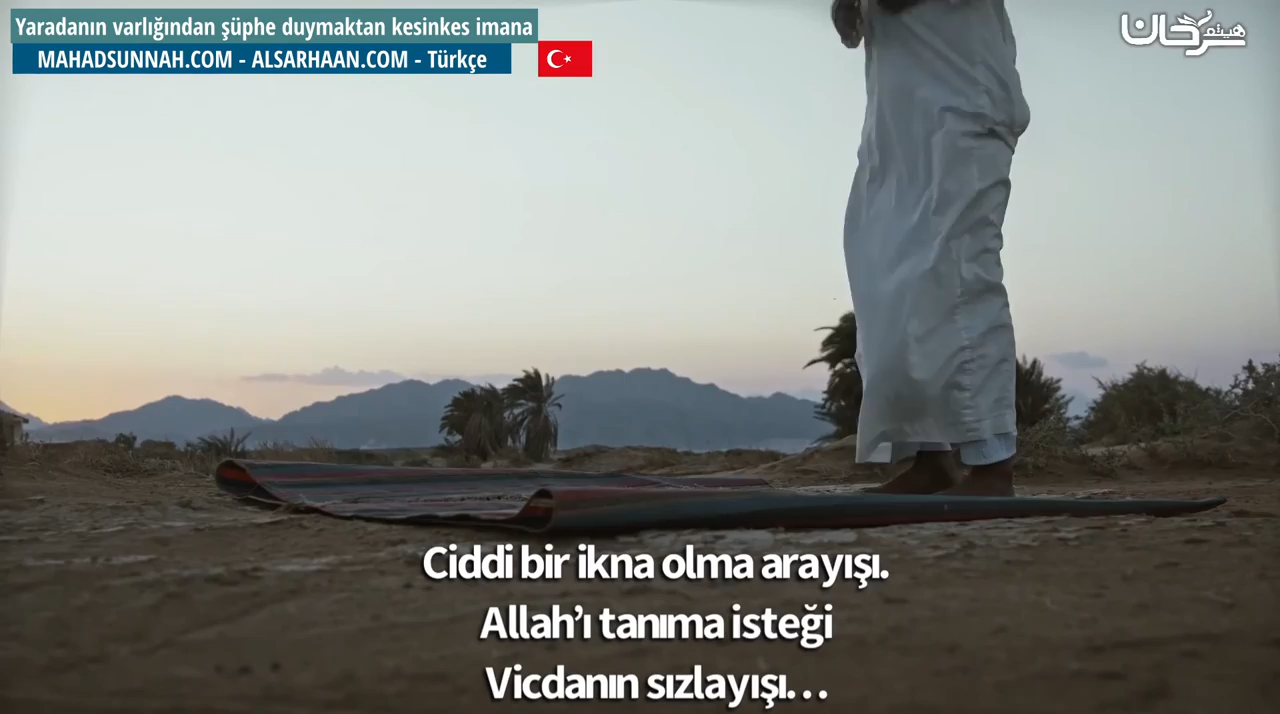 Yaradanın varlığından şüphe duymaktan kesinkes imana
MAHADSUNNAH.COM - ALSARHAAN.COM - Türkçe
هيثم
سرحان
Ciddi bir ikna olma arayışı.
Allah’ı tanıma isteği
Vicdanın sızlayışı…